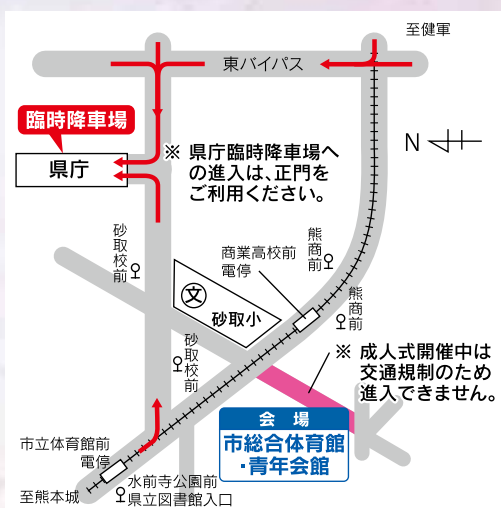 至健軍
東バイパス
臨時降車場
県庁
N
※ 県庁臨時降車場へ
の進入は、正門を
ご利用ください。
砂取校前
商業高校前
電停
熊商前
文
砂取小
熊商前
砂取校前
※ 成人式開催中は
交通規制のため
進入できません。
会場
市総合体育館
・青年会館
市立体育館前
電停
水前寺公園前
県立図書館入口
至熊本城